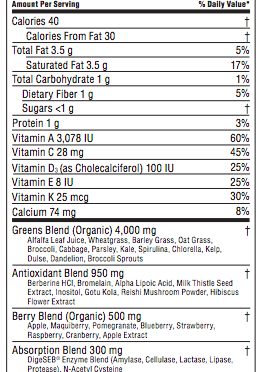 Amount Per Serving % Daily Value*
Calories 40 †
Calories From Fat 30 †
Total Fat 3.5 g 5%
Saturated Fat 3.5 g 17%
Total Carbohydrate 1 g 1%
Dietary Fiber 1 g 5%
Sugars <1 g †
Protein 1 g 3%
Vitamin A 3,078 IU 60%
Vitamin C 28 mg 45%
Vitamin D3 (as Cholecalciferol) 100 IU 25%
Vitamin E 8 IU 25%
Vitamin K 25 mcg 30%
Calcium 74 mg 8%
Greens Blend (Organic) 4,000 mg †
Alfalfa Leaf Juice, Wheatgrass, Barley Grass, Oat Grass,
Broccoli, Cabbage, Parsley, Kale, Spirulina, Chlorella, Kelp,
Dulse, Dandelion, Broccoli Sprouts
Antioxidant Blend 950 mg †
Berberine HCl, Bromelain, Alpha Lipoic Acid, Milk Thistle Seed
Extract, Inositol, Gotu Kola, Reishi Mushroom Powder, Hibiscus
Flower Extract
Berry Blend (Organic) 500 mg †
Apple, Maquiberry, Pomegranate, Blueberry, Strawberry,
Raspberry, Cranberry, Apple Extract
Absorption Blend 300 mg †
DigeSEB® Enzyme Blend (Amylase, Cellulase, Lactase, Lipase,
Protease), N-Acetyl Cysteine